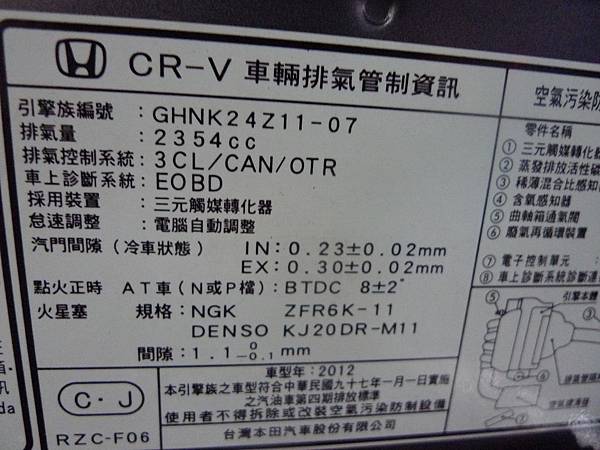 CR-V 車輛排氣管制資訊
引擎族編號：GHNK24Z11-07
排氣量：2354cc
排氣控制系統：3CL/CAN/OTR
車上診斷系統：EOBD
採用裝置：三元觸媒轉化器
怠速調整：電腦自動調整
汽門間隙（冷車狀態） IN：0.23±0.02mm
EX：0.30±0.02mm
點火正時 AT車（N或P檔）：BTDC 8±2°
火星塞 規格：NGK ZFR6K-11
DENSO KJ20DR-M11
間隙：1.1 0 -0.1 mm
車型年：2012
本引擎族之車型符合中華民國九十七年一月一日實施
之汽油車第四期排放標準
使用者不得拆除或改裝空氣污染防制設備
台灣本田汽車股份有限公司
C・J
RZC-F06
空氣污染防
零件名稱
① 三元觸媒轉化器
② 蒸發排放活性碳
③ 稀薄混合比感知
④ 含氧感知器
⑤ 曲軸箱通氣閥
⑥ 廢氣再循環裝置
⑦ 電子控制單元
⑧ 車上診斷系統診斷連
引擎本體
⑤
③
②
⑥
訊
da